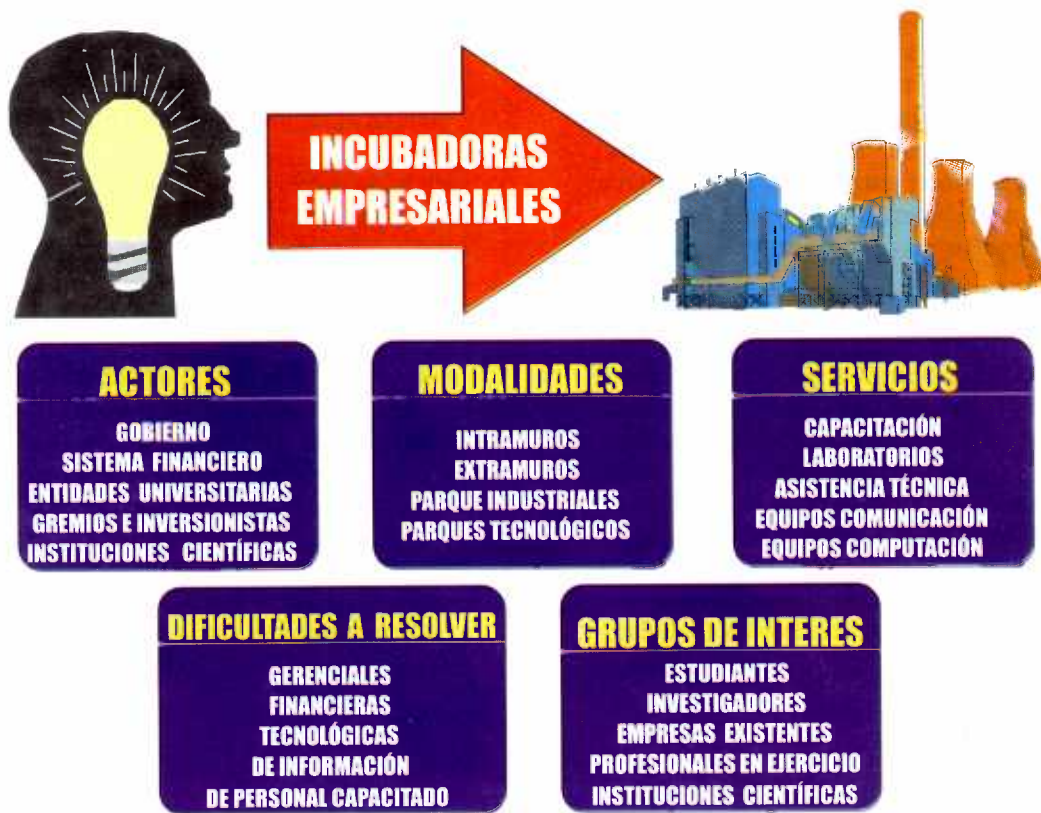 INCUBADORAS
EMPRESARIALES
ACTORES
GOBIERNO
SISTEMA FINANCIERO
ENTIDADES UNIVERSITARIAS
GREMIOS E INVERSIONISTAS
INSTITUCIONES CIENTÍFICAS
MODALIDADES
INTRAMUROS
EXTRAMUROS
PARQUE INDUSTRIALES
PARQUES TECNOLÓGICOS
SERVICIOS
CAPACITACIÓN
LABORATORIOS
ASISTENCIA TÉCNICA
EQUIPOS COMUNICACIÓN
EQUIPOS COMPUTACIÓN
DIFICULTADES A RESOLVER
GERENCIALES
FINANCIERAS
TECNOLÓGICAS
DE INFORMACIÓN
DE PERSONAL CAPACITADO
GRUPOS DE INTERES
ESTUDIANTES
INVESTIGADORES
EMPRESAS EXISTENTES
PROFESIONALES EN EJERCICIO
INSTITUCIONES CIENTÍFICAS